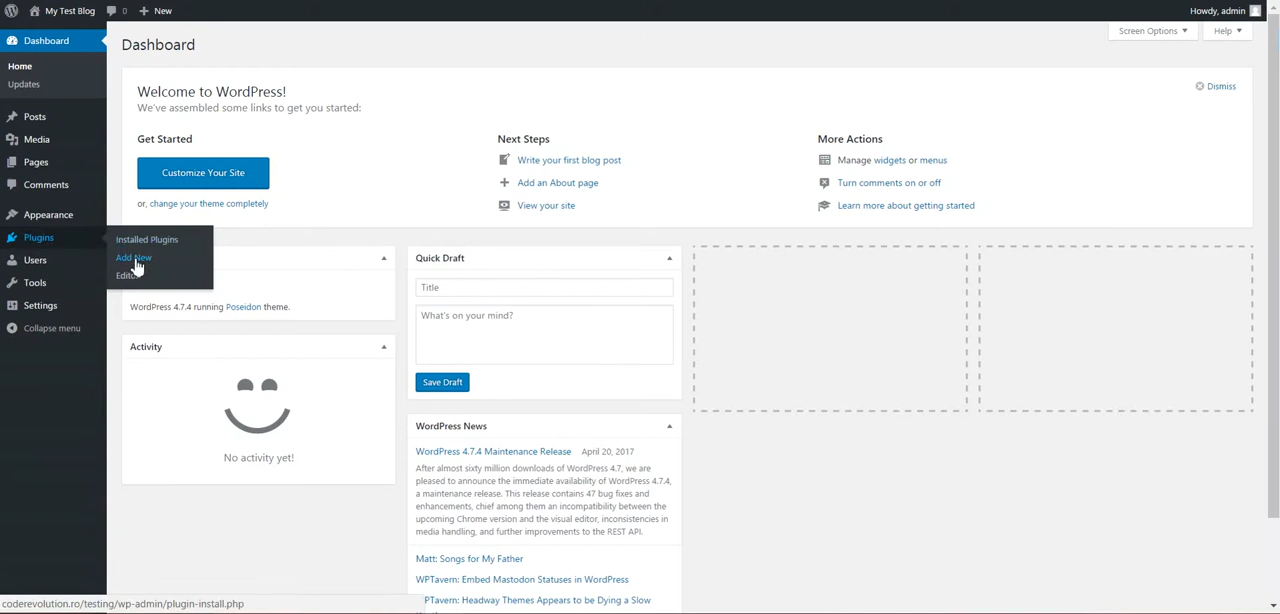 My Test Blog 0 New Howdy, admin
Dashboard
Home
Updates
Posts
Media
Pages
Comments
Appearance
Plugins
Users
Tools
Settings
Collapse menu
Installed Plugins
Add New
Dashboard
Screen Options Help
Welcome to WordPress!
We've assembled some links to get you started:
Dismiss
Get Started
Customize Your Site
or, change your theme completely
Next Steps
Write your first blog post
Add an About page
View your site
More Actions
Manage widgets or menus
Turn comments on or off
Learn more about getting started
WordPress 4.7.4 running Poseidon theme.
Activity
No activity yet!
Quick Draft
Title
What's on your mind?
Save Draft
WordPress News
WordPress 4.7.4 Maintenance Release April 20, 2017
After almost sixty million downloads of WordPress 4.7, we are
pleased to announce the immediate availability of WordPress 4.7.4,
a maintenance release. This release contains 47 bug fixes and
enhancements, chief among them an incompatibility between the
upcoming Chrome version and the visual editor, inconsistencies in
media handling, and further improvements to the REST API.
Matt: Songs for My Father
WPTavern: Embed Mastodon Statuses in WordPress
WPTavern: Headway Themes Appears to be Dying a Slow
coderevolution.ro/testing/wp-admin/plugin-install.php